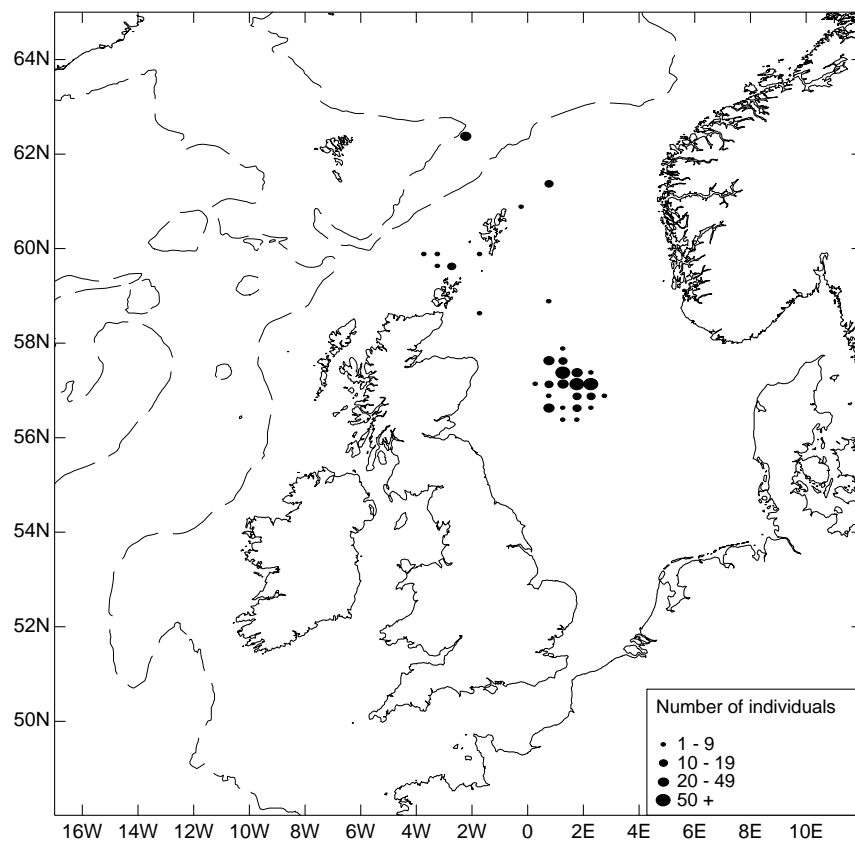 64N
62N
60N
58N
56N
54N
52N
50N
Number of individuals
1 - 9
10 - 19
20 - 49
50 +
16W 14W 12W 10W 8W 6W 4W 2W 0 2E 4E 6E 8E 10E